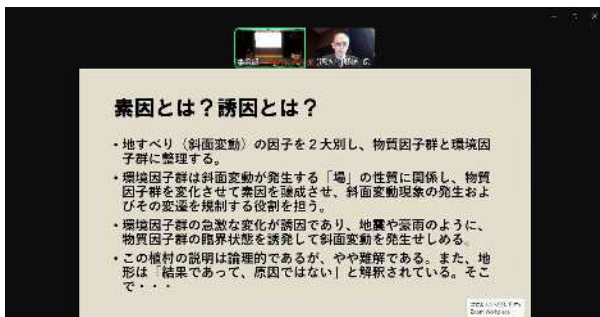 素因とは？誘因とは？
・地すべり（斜面変動）の因子を２大別し、物質因子群と環境因
子群に整理する。
・環境因子群は斜面変動が発生する「場」の性質に関係し、物質
因子群を変化させて素因を醸成させ、斜面変動現象の発生およ
びその変遷を規制する役割を担う。
・環境因子群の急激な変化が誘因であり、地震や豪雨のように、
物質因子群の臨界状態を誘発して斜面変動を発生せしめる。
・この植村の説明は論理的であるが、やや難解である。また、地
形は「結果であって、原因ではない」と解釈されている。そこ
で・・・
Zoom Workplace